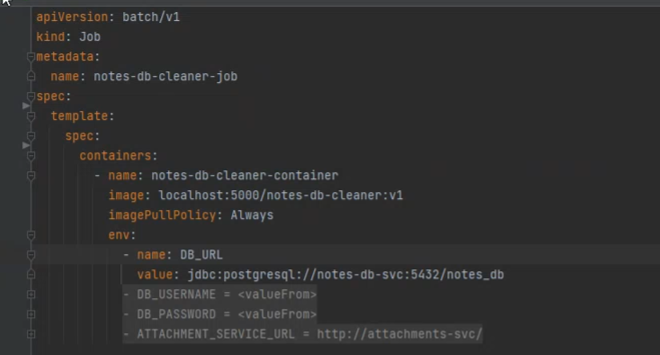 apiVersion: batch/v1
kind: Job
metadata:
  name: notes-db-cleaner-job
spec:
  template:
    spec:
      containers:
        - name: notes-db-cleaner-container
          image: localhost:5000/notes-db-cleaner:v1
          imagePullPolicy: Always
          env:
            - name: DB_URL
              value: jdbc:postgresql://notes-db-svc:5432/notes_db
            - DB_USERNAME = <valueFrom>
            - DB_PASSWORD = <valueFrom>
            - ATTACHMENT_SERVICE_URL = http://attachments-svc/